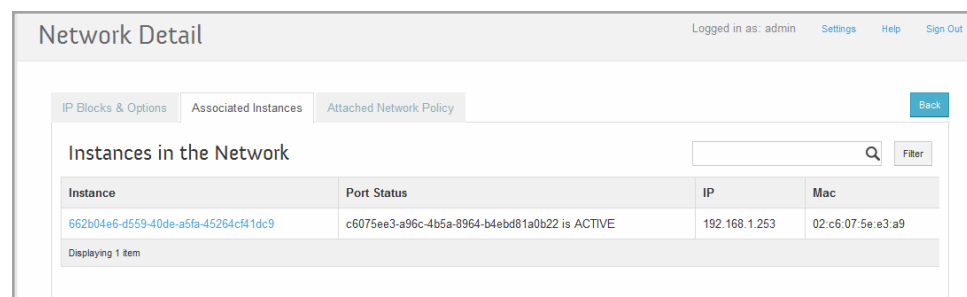 Network Detail
Logged in as: admin Settings Help Sign Out
IP Blocks & Options Associated Instances Attached Network Policy Back
Instances in the Network Filter
Instance Port Status IP Mac
662b04e6-d559-40de-a5fa-45264cf41dc9 c6075ee3-a96c-4b5a-8964-b4ebd81a0b22 is ACTIVE 192.168.1.253 02:c6:07:5e:e3:a9
Displaying 1 item